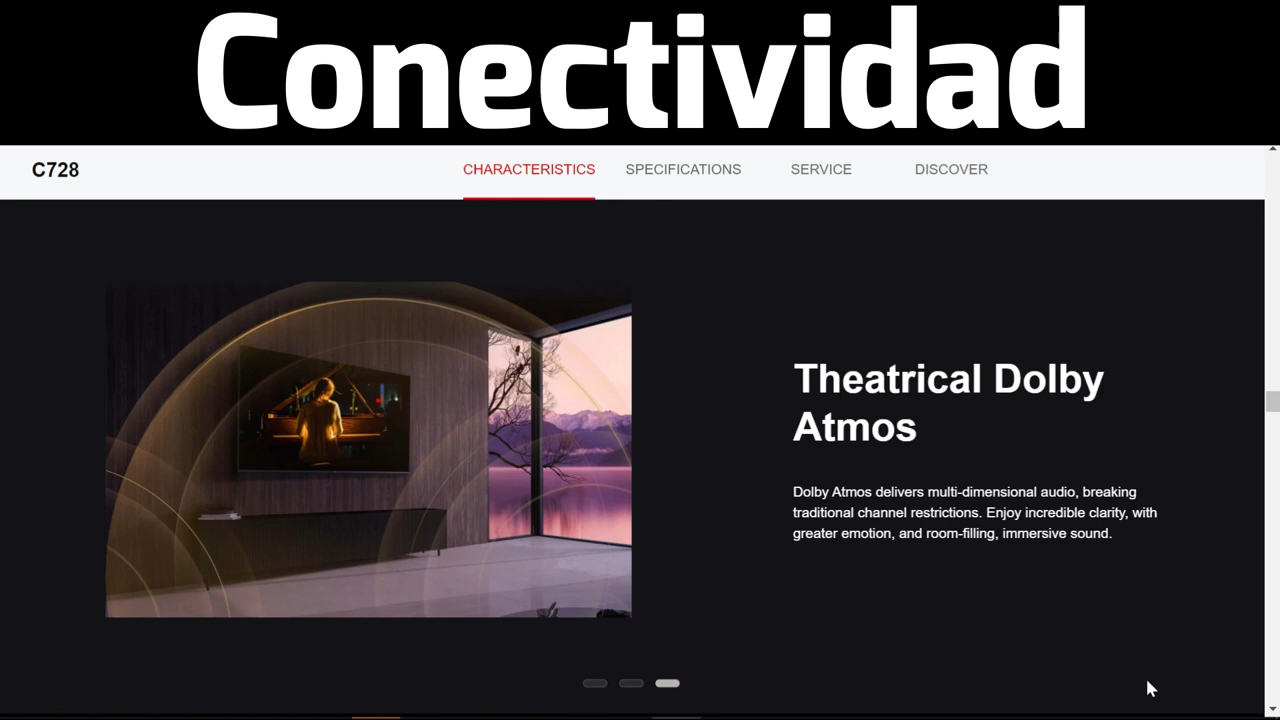 Conectividad
C728
CHARACTERISTICS SPECIFICATIONS SERVICE DISCOVER
Theatrical Dolby
Atmos
Dolby Atmos delivers multi-dimensional audio, breaking
traditional channel restrictions. Enjoy incredible clarity, with
greater emotion, and room-filling, immersive sound.